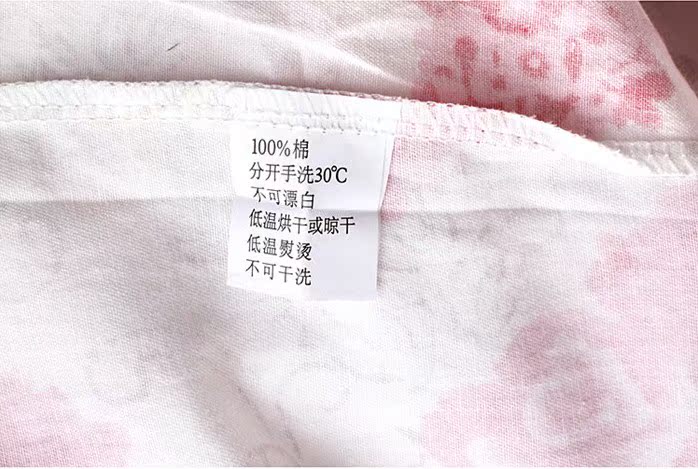 100%棉
分开手洗30℃
不可漂白
低温烘干或晾干
低温熨烫
不可干洗